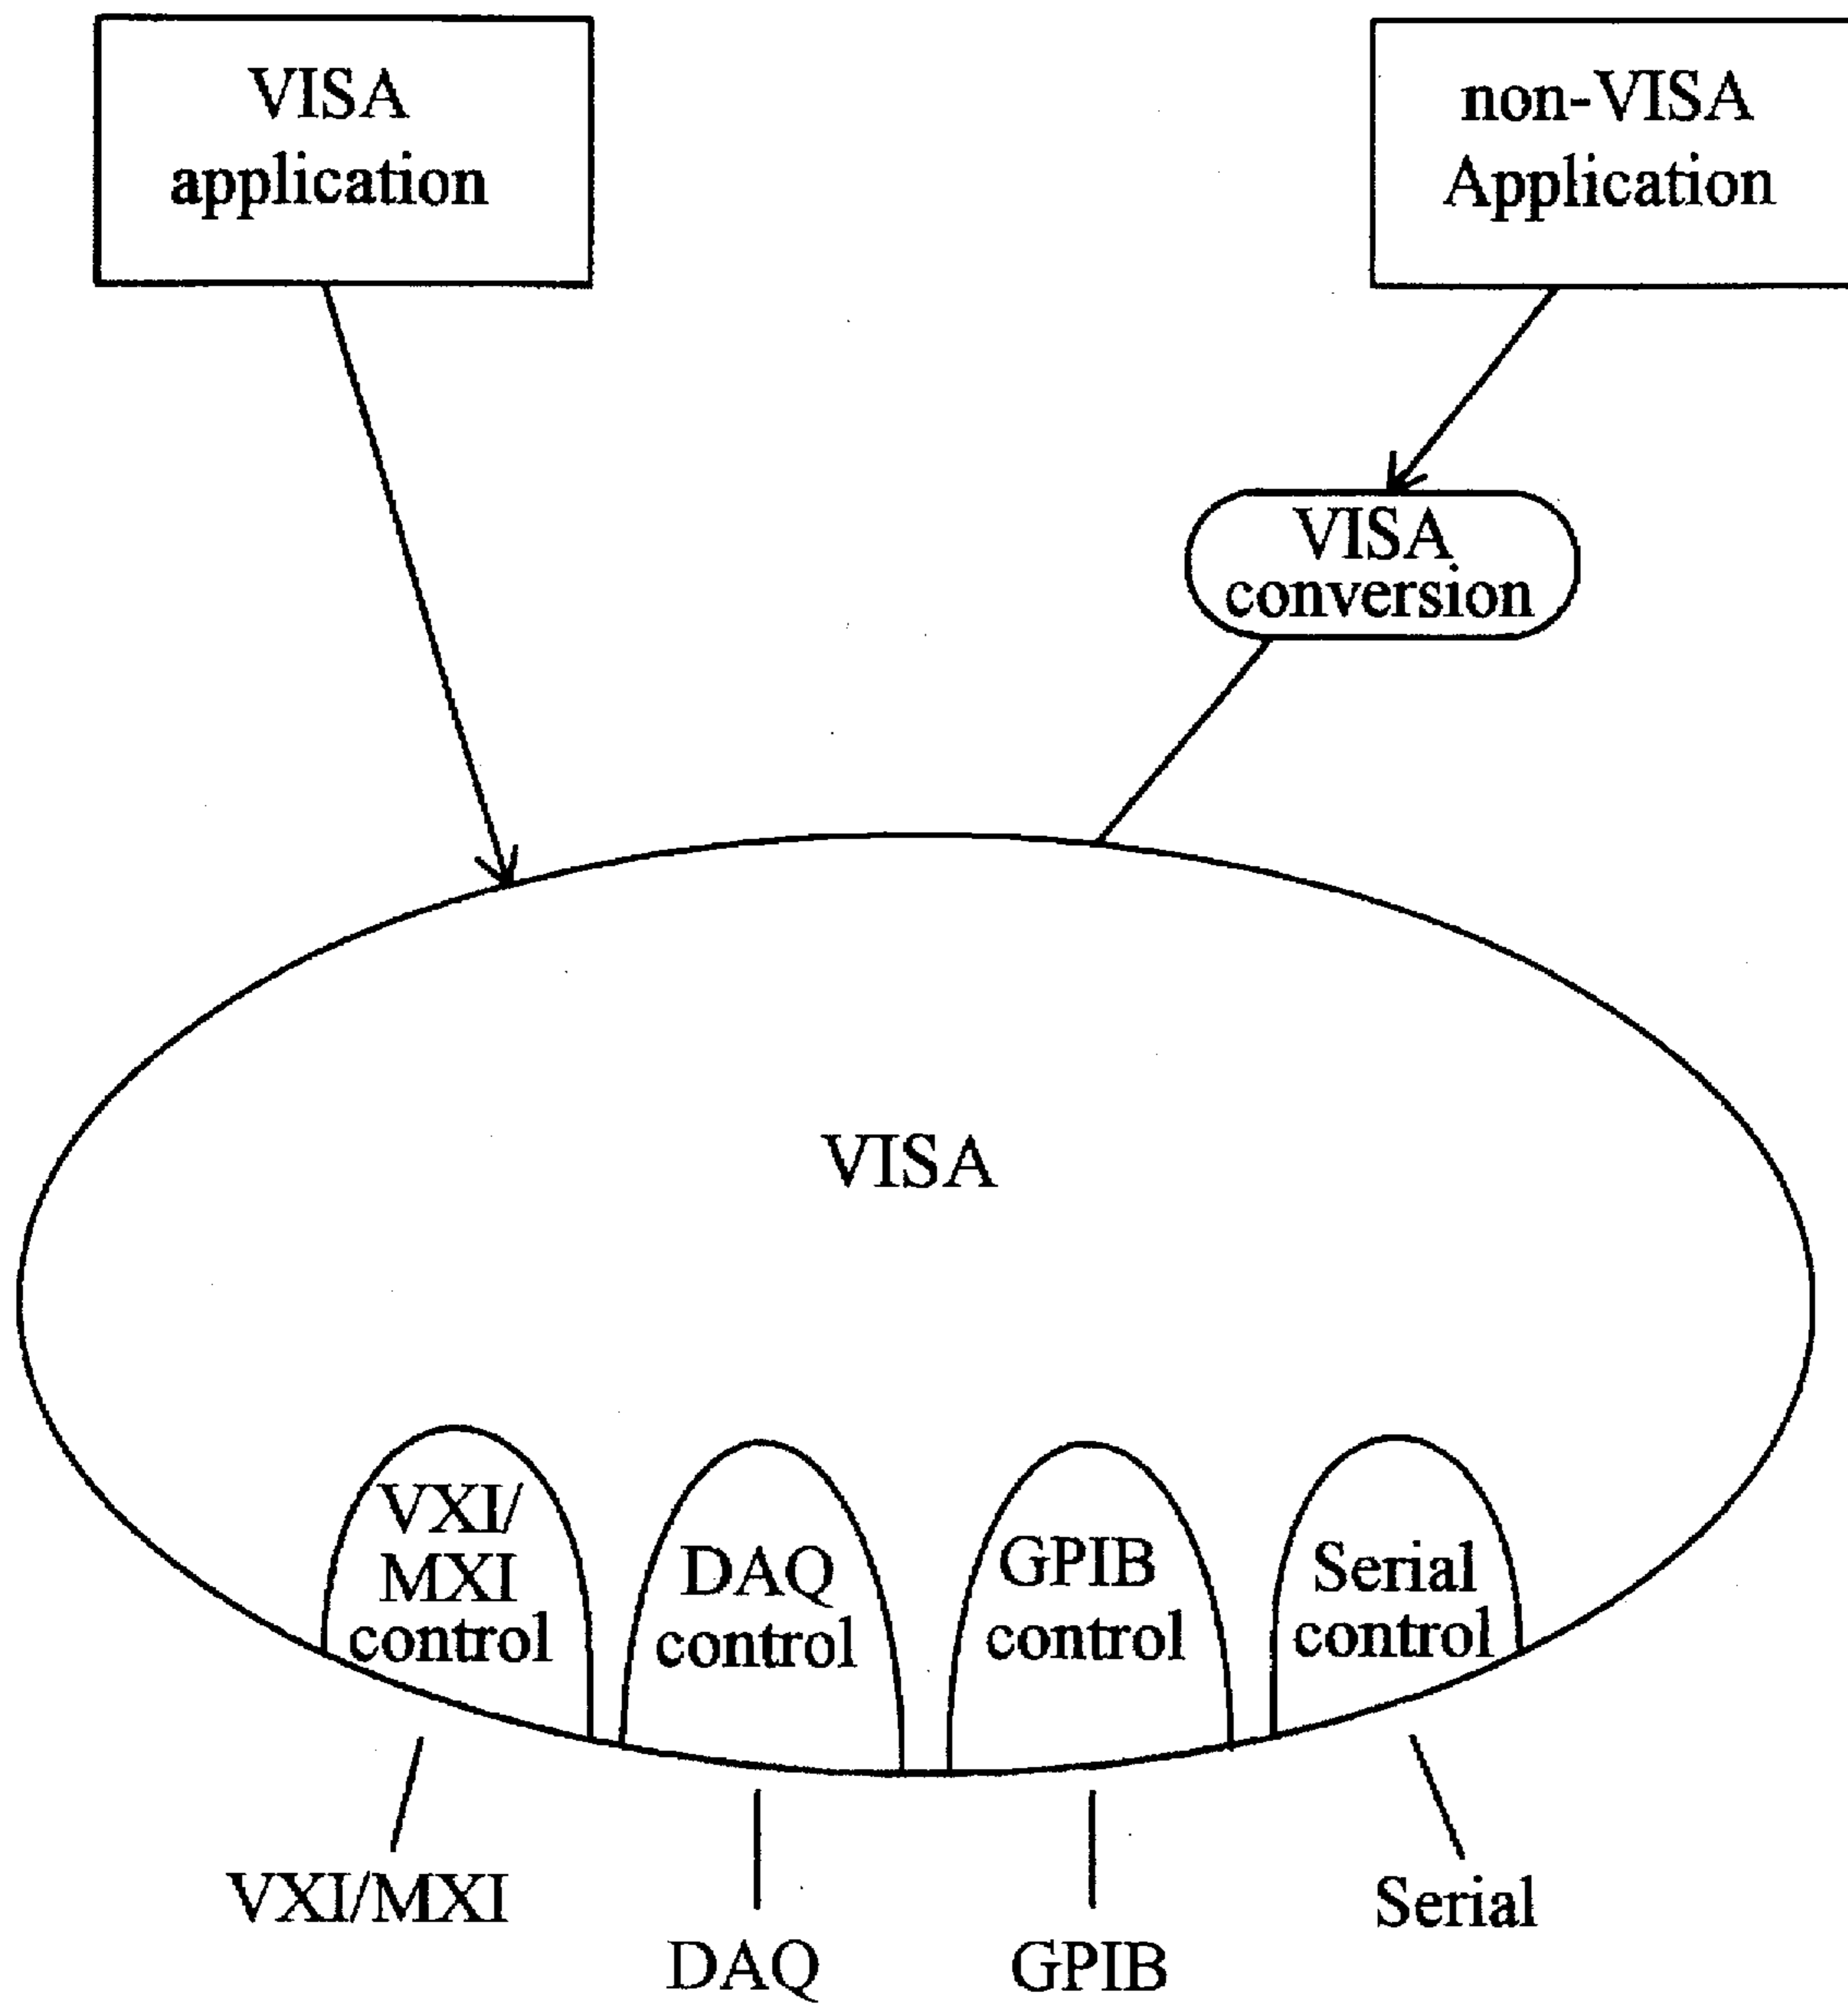 VISA
application
non-VISA
Application
VISA
conversion
VISA
VXI/
MXI
control
DAQ
control
GPIB
control
Serial
control
VXI/MXI
DAQ
GPIB
Serial